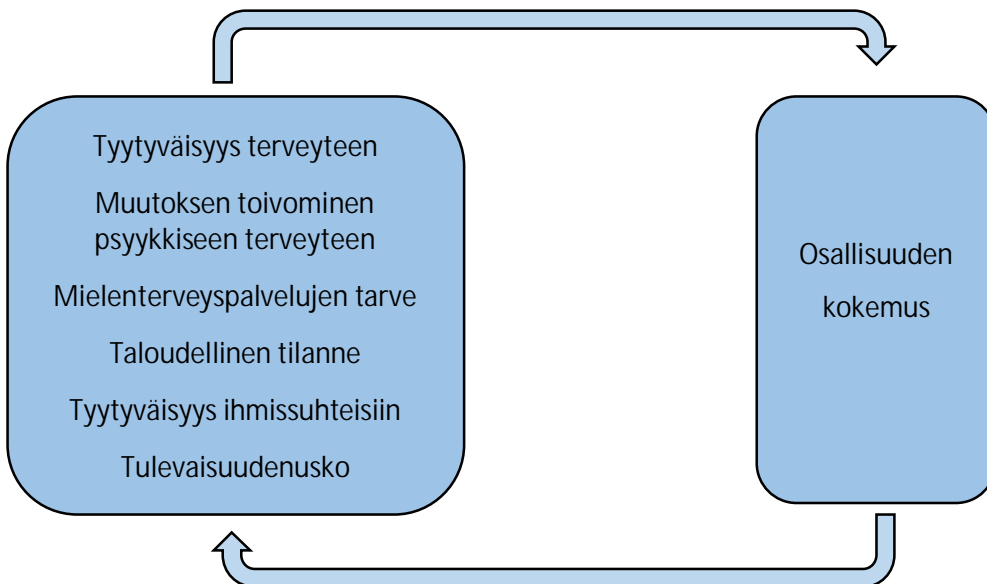 Tyytyväisyys terveyteen
Muutoksen toivominen
psyykkiseen terveyteen
Mielenterveyspalvelujen tarve
Taloudellinen tilanne
Tyytyväisyys ihmissuhteisiin
Tulevaisuudenusko
Osallisuuden
kokemus